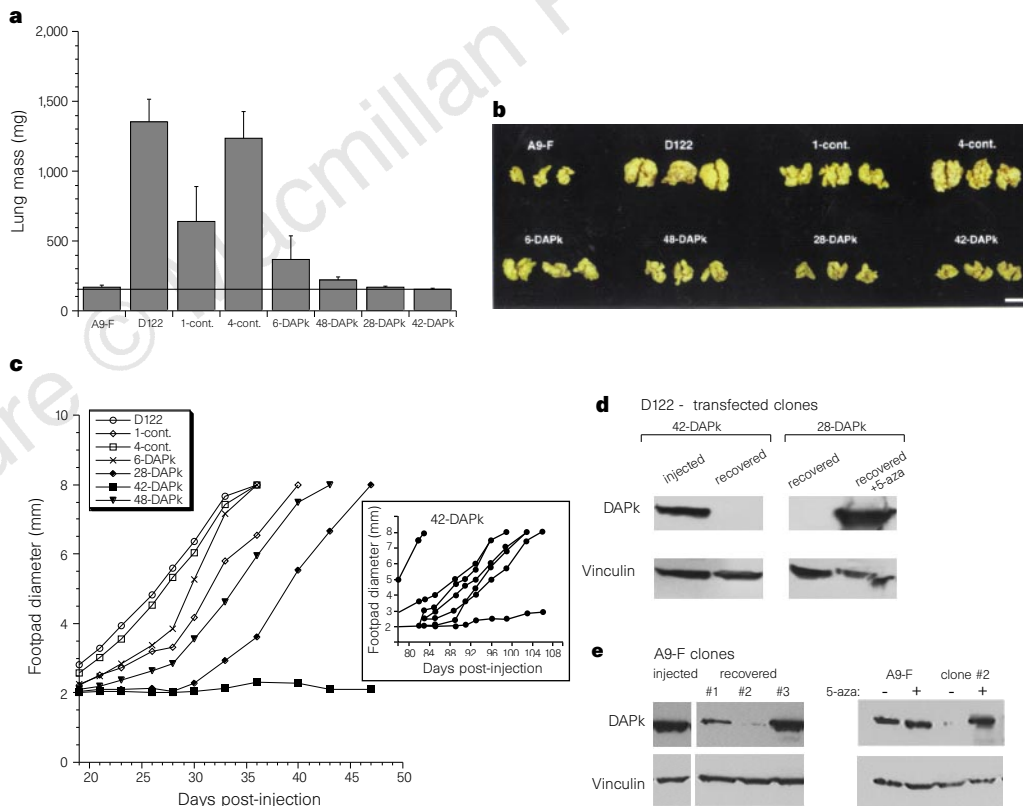 © Macmillan
a
2,000
1,500
1,000
500
0
Lung mass (mg)
A9-F D122 1-cont. 4-cont. 6-DAPk 48-DAPk 28-DAPk 42-DAPk
b
A9-F D122 1-cont. 4-cont.
6-DAPk 48-DAPk 28-DAPk 42-DAPk
c
10
8
6
4
2
0
Footpad diameter (mm)
D122
1-cont.
4-cont.
6-DAPk
28-DAPk
42-DAPk
48-DAPk
20 25 30 35 40 45 50
Days post-injection
42-DAPk
8
7
6
5
4
3
2
Footpad diameter (mm)
80 84 88 92 96 100 104 108
Days post-injection
d
D122 - transfected clones
42-DAPk 28-DAPk
injected recovered recovered recovered +5-aza
DAPk
Vinculin
e
A9-F clones
injected recovered
#1 #2 #3
DAPk
Vinculin
A9-F clone #2
5-aza: - + - +